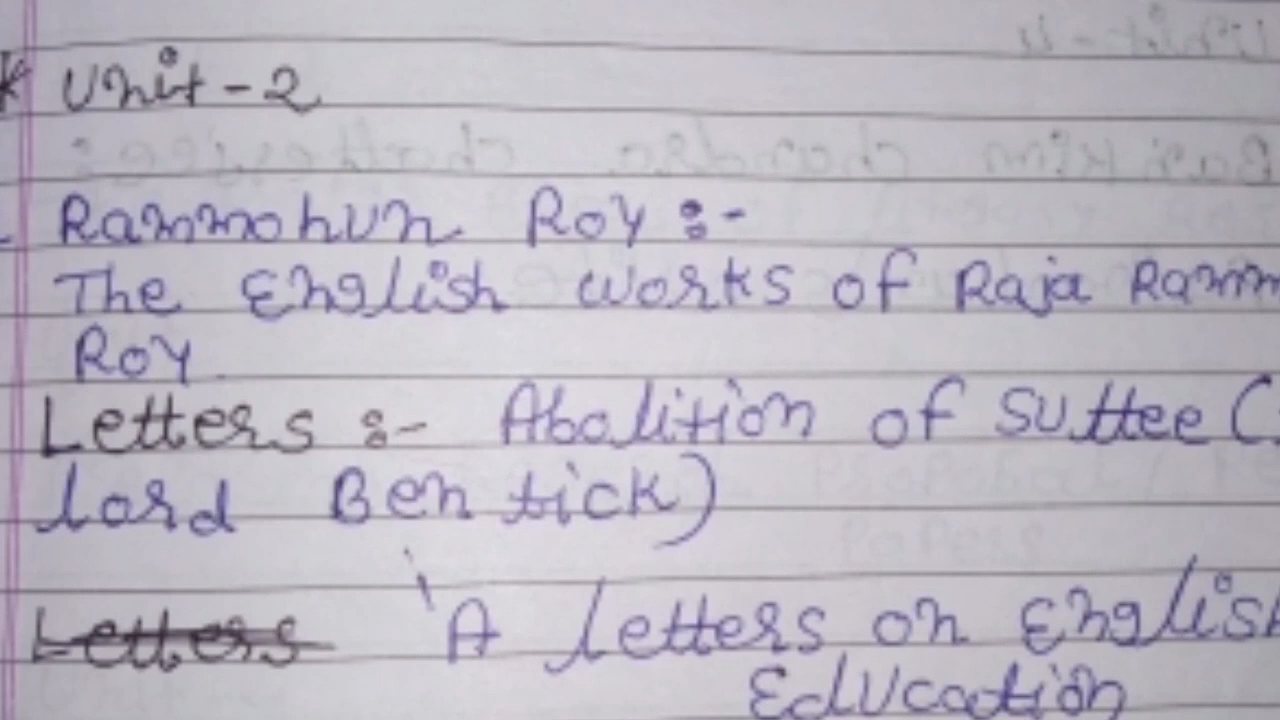 Unit - 2
Rammohun Roy :-
The English works of Raja Ramm
Roy
Letters :- Abolition of Suttee (
lord Bentick)
Letters 'A letters on English
Education